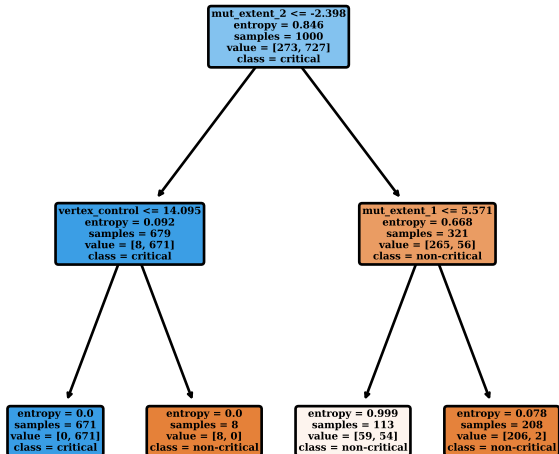 mut_extent_2 <= -2.398
entropy = 0.846
samples = 1000
value = [273, 727]
class = critical
vertex_control <= 14.095
entropy = 0.092
samples = 679
value = [8, 671]
class = critical
mut_extent_1 <= 5.571
entropy = 0.668
samples = 321
value = [265, 56]
class = non-critical
entropy = 0.0
samples = 671
value = [0, 671]
class = critical
entropy = 0.0
samples = 8
value = [8, 0]
class = non-critical
entropy = 0.999
samples = 113
value = [59, 54]
class = non-critical
entropy = 0.078
samples = 208
value = [206, 2]
class = non-critical